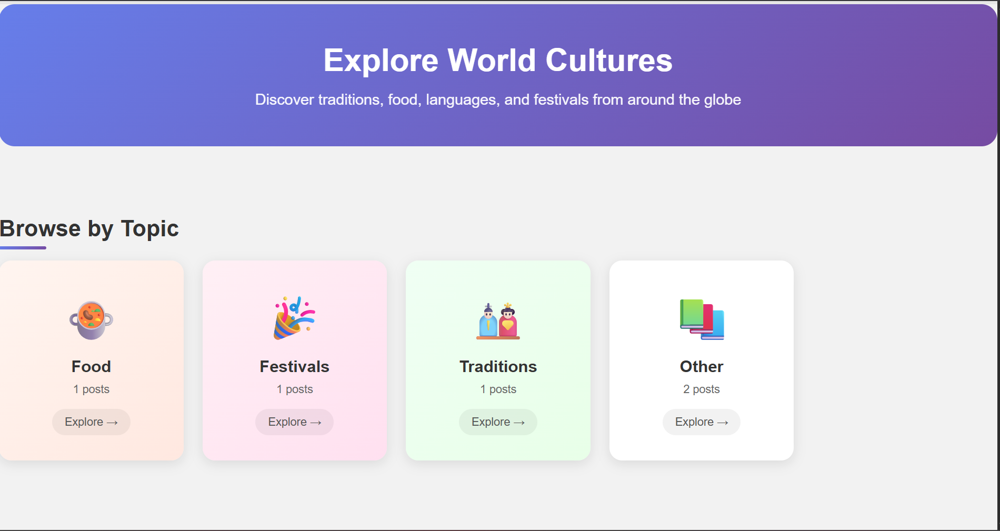 Explore World Cultures
Discover traditions, food, languages, and festivals from around the globe
Browse by Topic
Food
1 posts
Explore →
Festivals
1 posts
Explore →
Traditions
1 posts
Explore →
Other
2 posts
Explore →